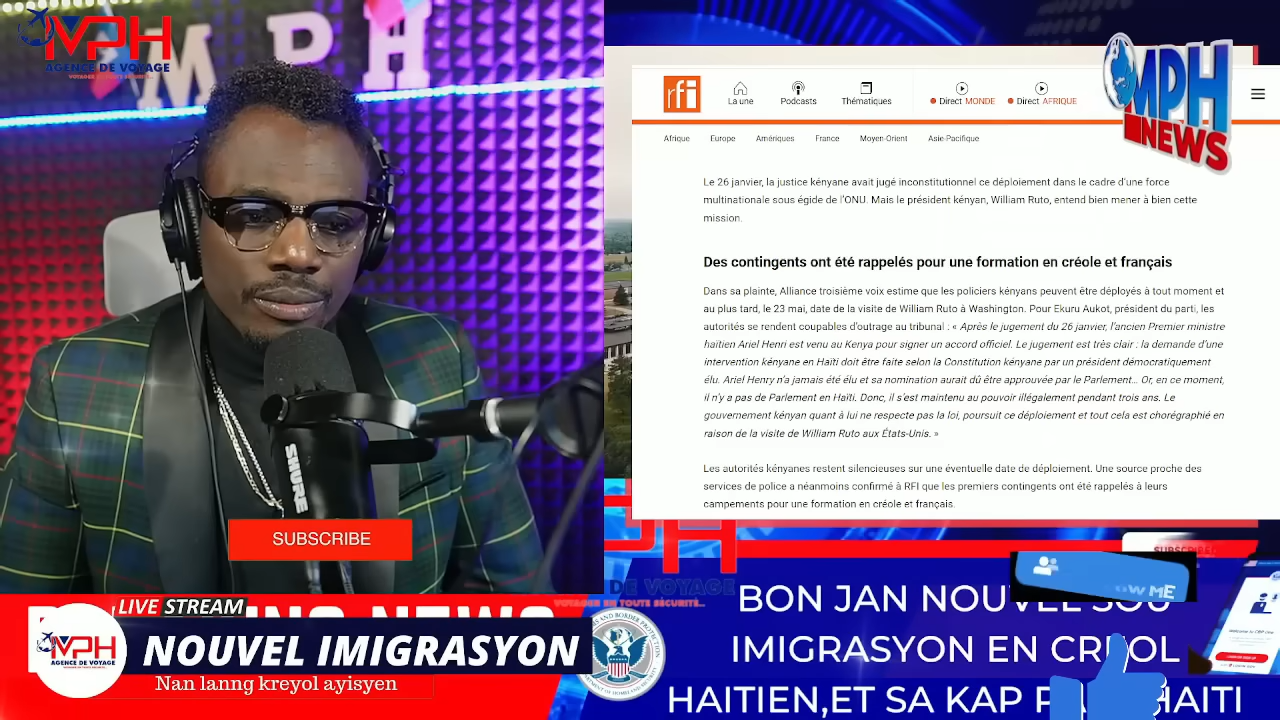 MPH
AGENCE DE VOYAGE
MPH
rfi
La une
Podcasts
Thématiques
Direct MONDE
Direct AFRIQUE
MPH
NEWS
Afrique
Europe
Amériques
France
Moyen-Orient
Asie-Pacifique
Le 26 janvier, la justice kényane avait jugé inconstitutionnel ce déploiement dans le cadre d'une force
multinationale sous égide de l'ONU. Mais le président kényan, William Ruto, entend bien mener à bien cette
mission.
Des contingents ont été rappelés pour une formation en créole et français
Dans sa plainte, Alliance troisième voix estime que les policiers kényans peuvent être déployés à tout moment et
au plus tard, le 23 mai, date de la visite de William Ruto à Washington. Pour Ekuru Aukot, président du parti, les
autorités se rendent coupables d'outrage au tribunal : « Après le jugement du 26 janvier, l'ancien Premier ministre
haïtien Ariel Henri est venu au Kenya pour signer un accord officiel. Le jugement est très clair : la demande d'une
intervention kényane en Haïti doit être faite selon la Constitution kényane par un président démocratiquement
élu. Ariel Henry n'a jamais été élu et sa nomination aurait dû être approuvée par le Parlement... Or, en ce moment,
il n'y a pas de Parlement en Haïti. Donc, il s'est maintenu au pouvoir illégalement pendant trois ans. Le
gouvernement kényan quant à lui ne respecte pas la loi, poursuit ce déploiement et tout cela est chorégraphié en
raison de la visite de William Ruto aux États-Unis. »
Les autorités kényanes restent silencieuses sur une éventuelle date de déploiement. Une source proche des
services de police a néanmoins confirmé à RFI que les premiers contingents ont été rappelés à leurs
campements pour une formation en créole et français.
SHURE
SUBSCRIBE
DE VOYAGE
LIVE STREAM
NEWS
MPH
AGENCE DE VOYAGE
NOUVEL IMIGRASYON
Nan lanng kreyol ayisyen
BON JAN SOU
IMIGRASYON EN
HAITIEN,ET SA KAP HAITI